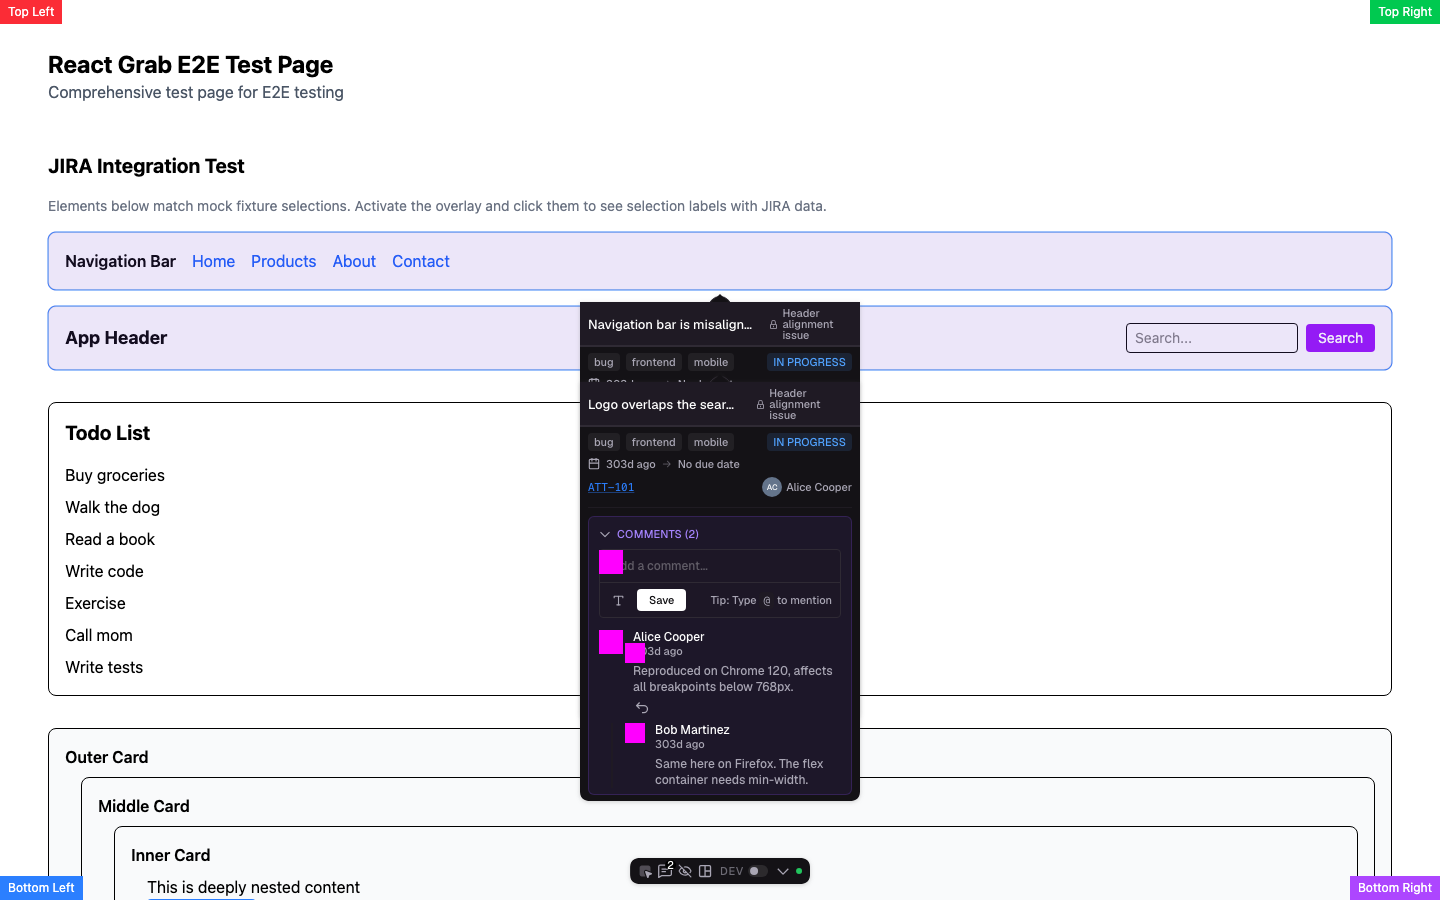 Top Left
Top Right
React Grab E2E Test Page
Comprehensive test page for E2E testing
JIRA Integration Test
Elements below match mock fixture selections. Activate the overlay and click them to see selection labels with JIRA data.
Navigation Bar Home Products About Contact
Navigation bar is misalign...
Header
alignment
issue
App Header
Search...
Search
bug frontend mobile IN PROGRESS
Logo overlaps the sear...
Header
alignment
issue
bug frontend mobile IN PROGRESS
303d ago → No due date
ATT-101
AC Alice Cooper
COMMENTS (2)
a comment...
Save
Tip: Type @ to mention
Alice Cooper
ago
Reproduced on Chrome 120, affects
all breakpoints below 768px.
Bob Martinez
303d ago
Same here on Firefox. The flex
container needs min-width.
Todo List
Buy groceries
Walk the dog
Read a book
Write code
Exercise
Call mom
Write tests
Outer Card
Middle Card
Inner Card
This is deeply nested content
2
DEV
Bottom Left
Bottom Right